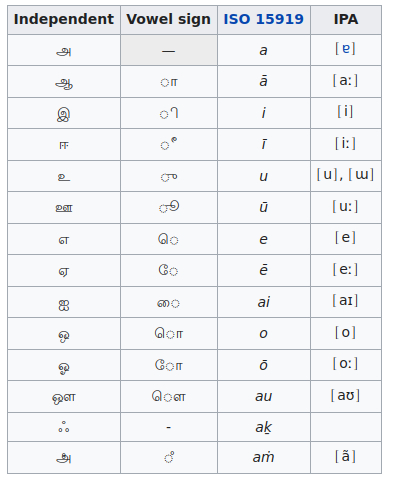 Independent Vowel sign ISO 15919 IPA
அ — a [ɐ]
ஆ ா ā [aː]
இ ி i [i]
ஈ ீ ī [iː]
உ ு u [u], [ɯ]
ஊ ூ ū [uː]
எ ெ e [e]
ஏ ே ē [eː]
ஐ ை ai [aɪ]
ஒ ொ o [o]
ஓ ோ ō [oː]
ஔ ௌ au [aʊ]
ஃ - aḵ
அஂ ஂ aṁ [ã]